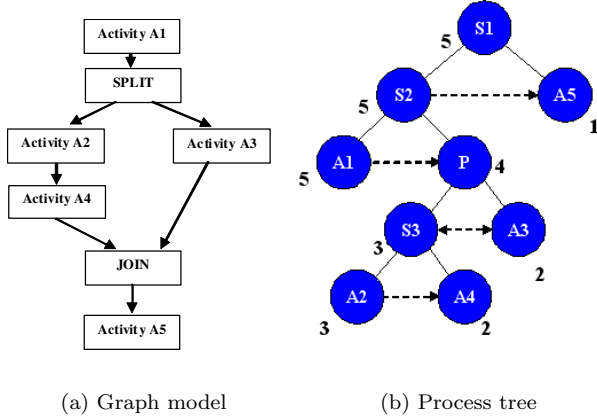 Activity A1
SPLIT
Activity A2
Activity A3
Activity A4
JOIN
Activity A5
(a) Graph model
S1
5
S2
A5
5
1
A1
P
5
4
S3
A3
3
2
A2
A4
3
2
(b) Process tree